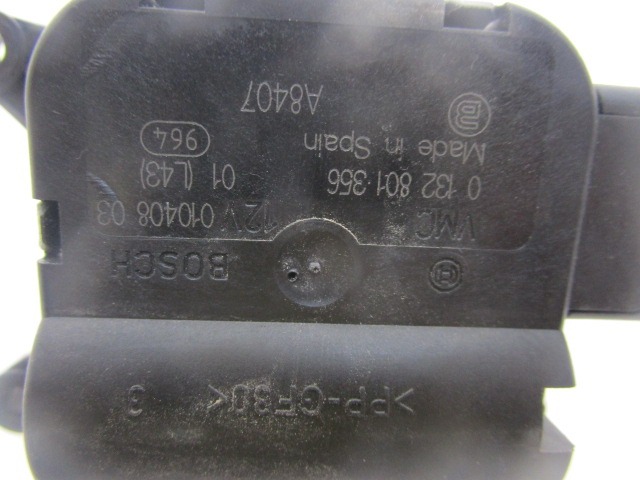 >PP-GF30< 3
BOSCH
VMC 12V 010408 03
0 132 801 356 01 (L43)
Made in Spain 964
A8407